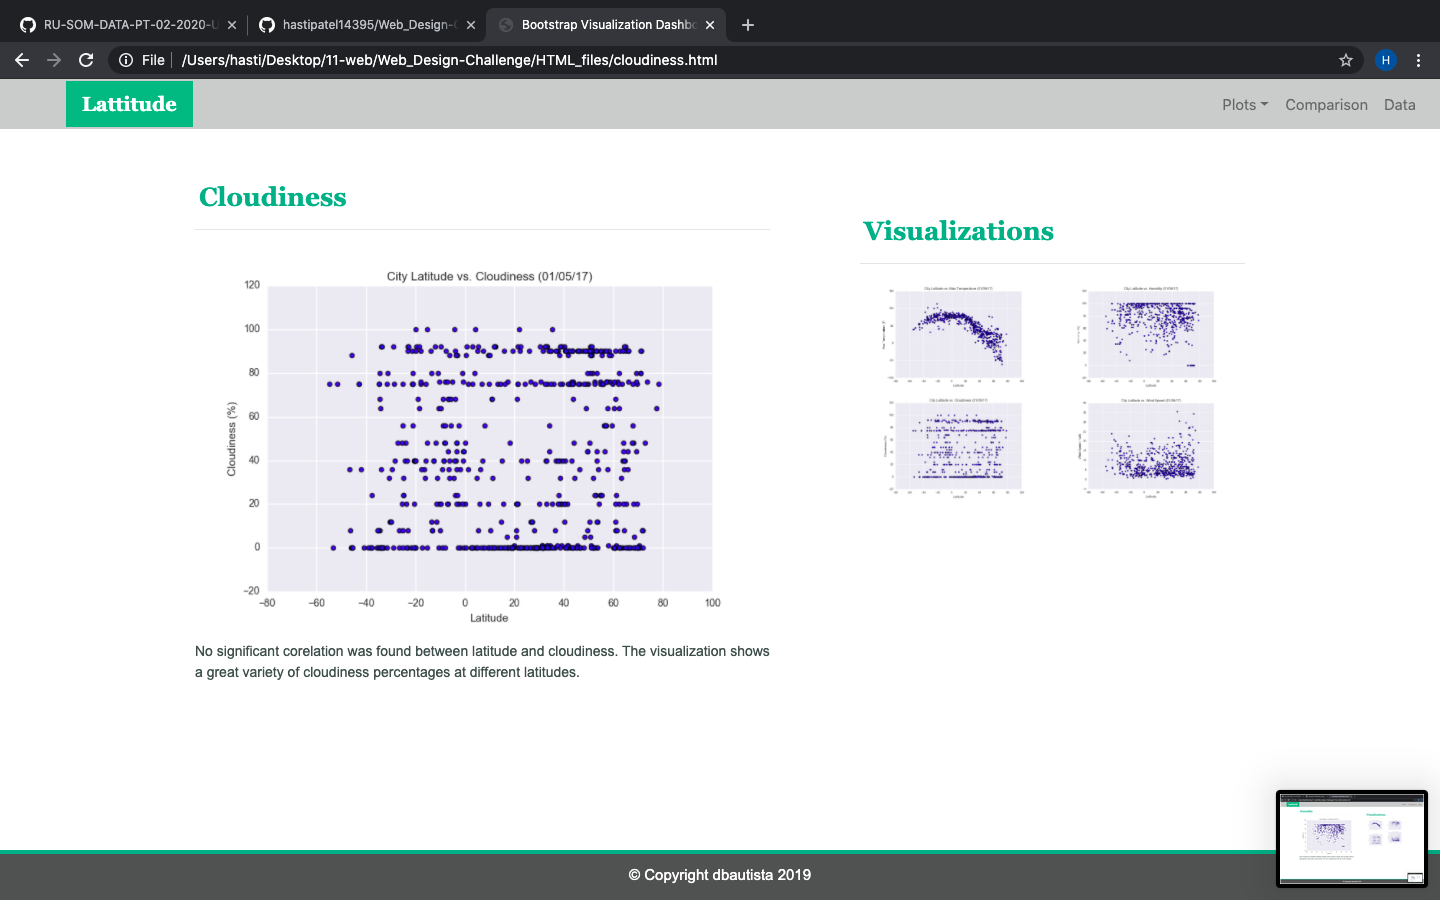 RU-SOM-DATA-PT-02-2020-U
hastipatel14395/Web_Design-C
Bootstrap Visualization Dashbo
File
/Users/hasti/Desktop/11-web/Web_Design-Challenge/HTML_files/cloudiness.html
H
Lattitude
Plots
Comparison
Data
Cloudiness
City Latitude vs. Cloudiness (01/05/17)
Cloudiness (%)
120
100
80
60
40
20
0
−20
−80
−60
−40
−20
0
20
40
60
80
100
Latitude
No significant corelation was found between latitude and cloudiness. The visualization shows
a great variety of cloudiness percentages at different latitudes.
Visualizations
© Copyright dbautista 2019